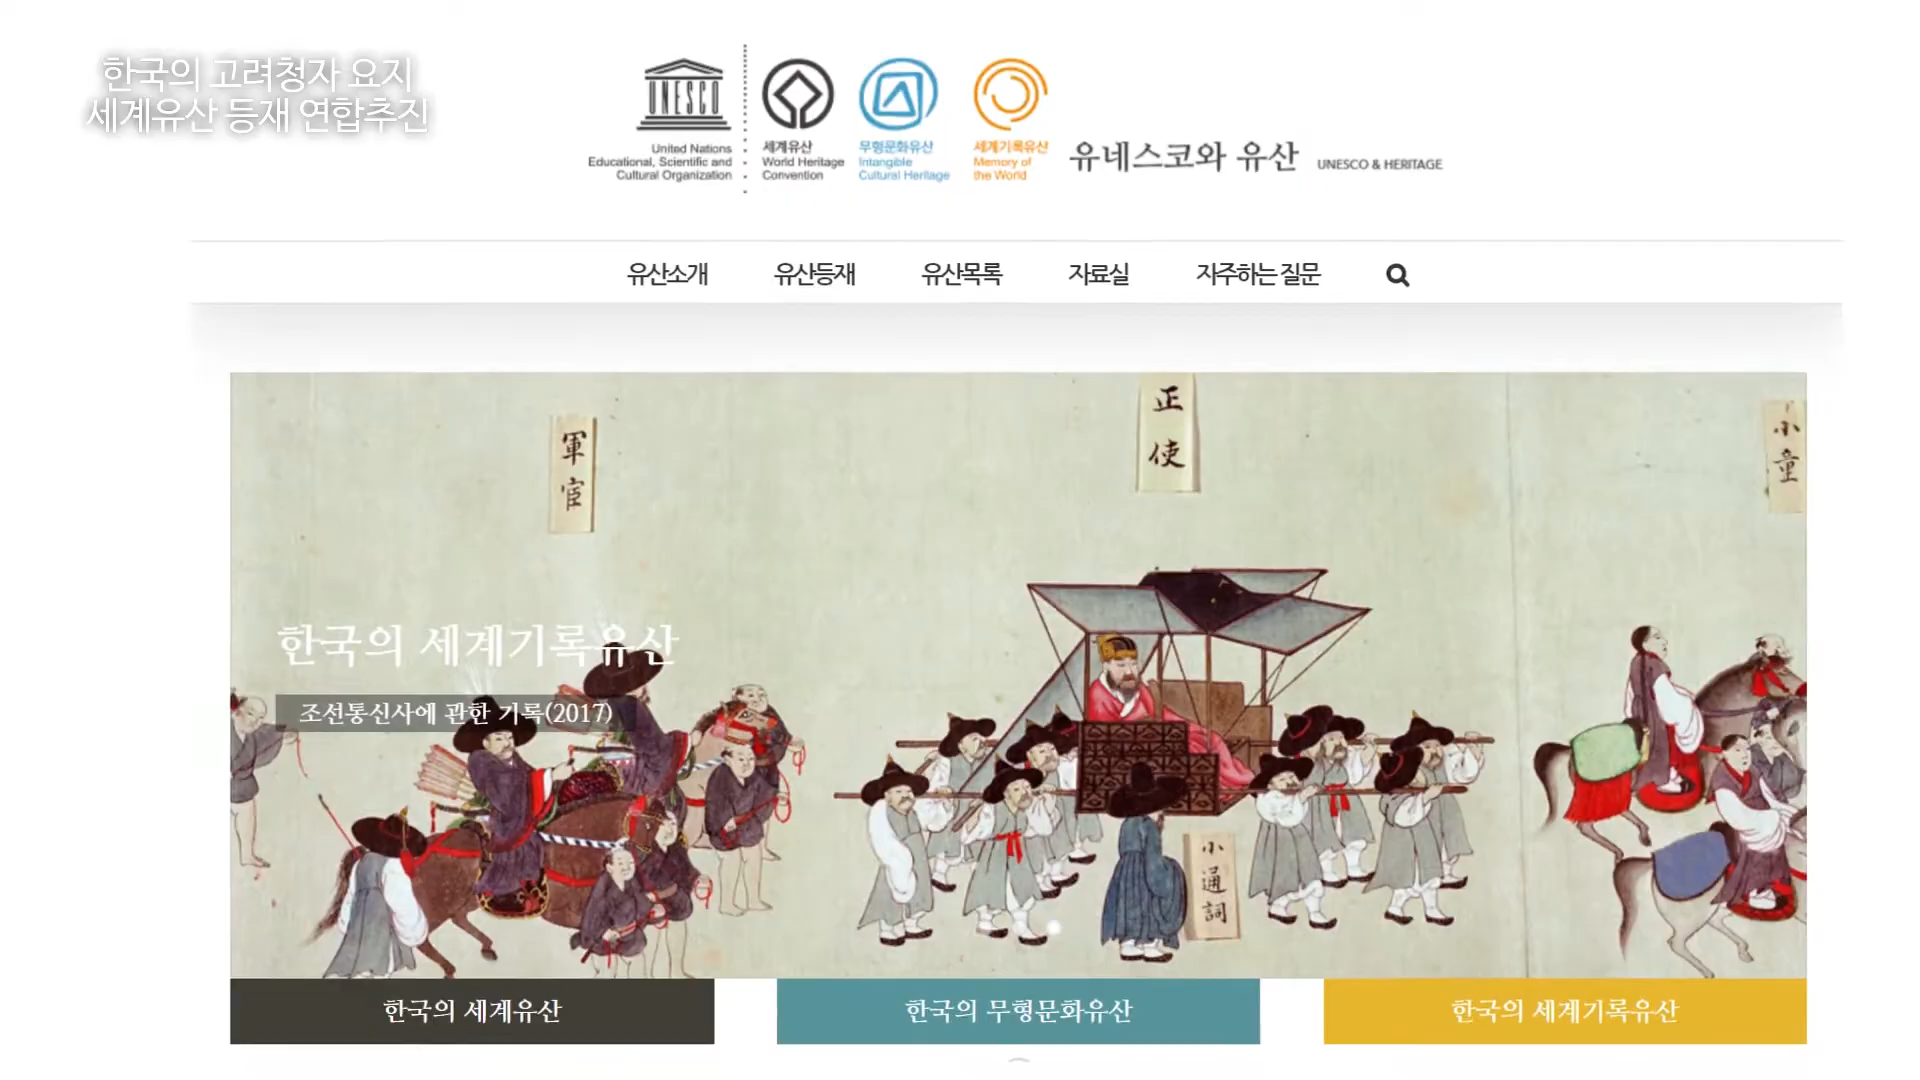 한국의 고려청자 요지
세계유산 등재 연합추진
UNESCO
United Nations
Educational, Scientific and
Cultural Organization
세계유산
World Heritage
Convention
무형문화유산
Intangible
Cultural Heritage
세계기록유산
Memory of
the World
유네스코와 유산 UNESCO & HERITAGE
유산소개 유산등재 유산목록 자료실 자주하는 질문
軍官
正使
小童
한국의 세계기록유산
조선통신사에 관한 기록(2017)
小通詞
한국의 세계유산 한국의 무형문화유산 한국의 세계기록유산